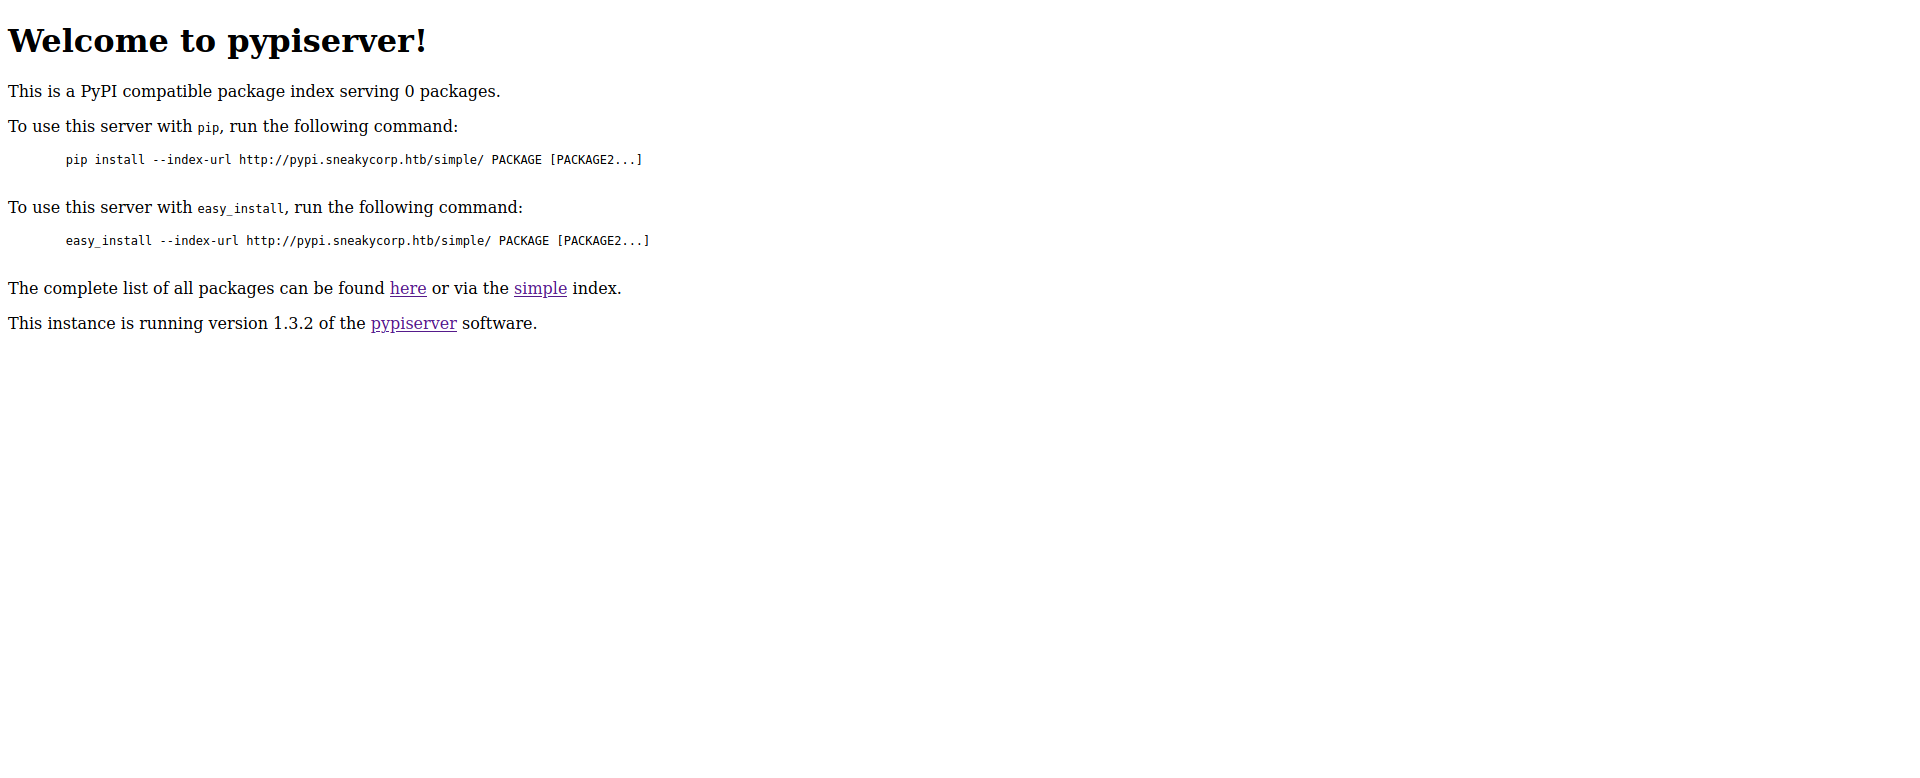 Welcome to pypiserver!
This is a PyPI compatible package index serving 0 packages.
To use this server with pip, run the following command:
pip install --index-url http://pypi.sneakycorp.htb/simple/ PACKAGE [PACKAGE2...]
To use this server with easy_install, run the following command:
easy_install --index-url http://pypi.sneakycorp.htb/simple/ PACKAGE [PACKAGE2...]
The complete list of all packages can be found here or via the simple index.
This instance is running version 1.3.2 of the pypiserver software.